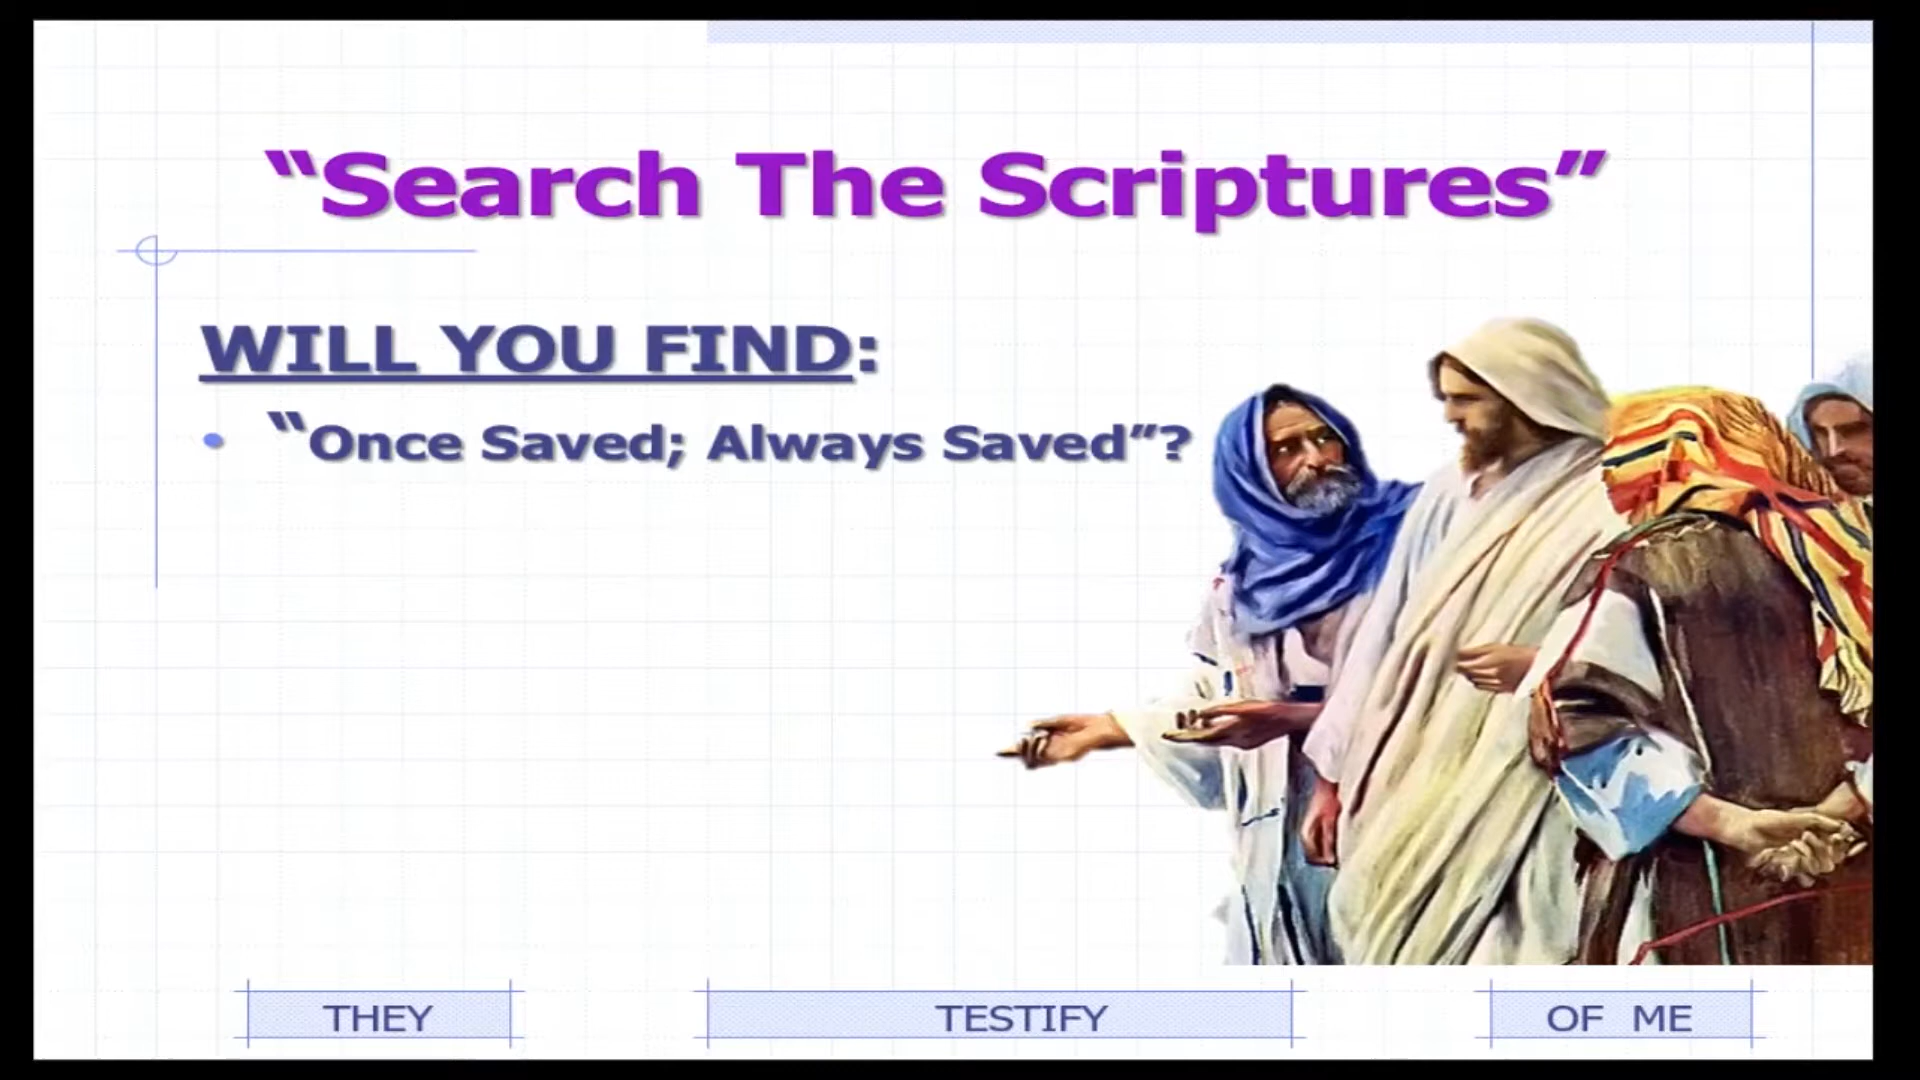 “Search The Scriptures”
WILL YOU FIND:
• “Once Saved; Always Saved”?
THEY TESTIFY OF ME